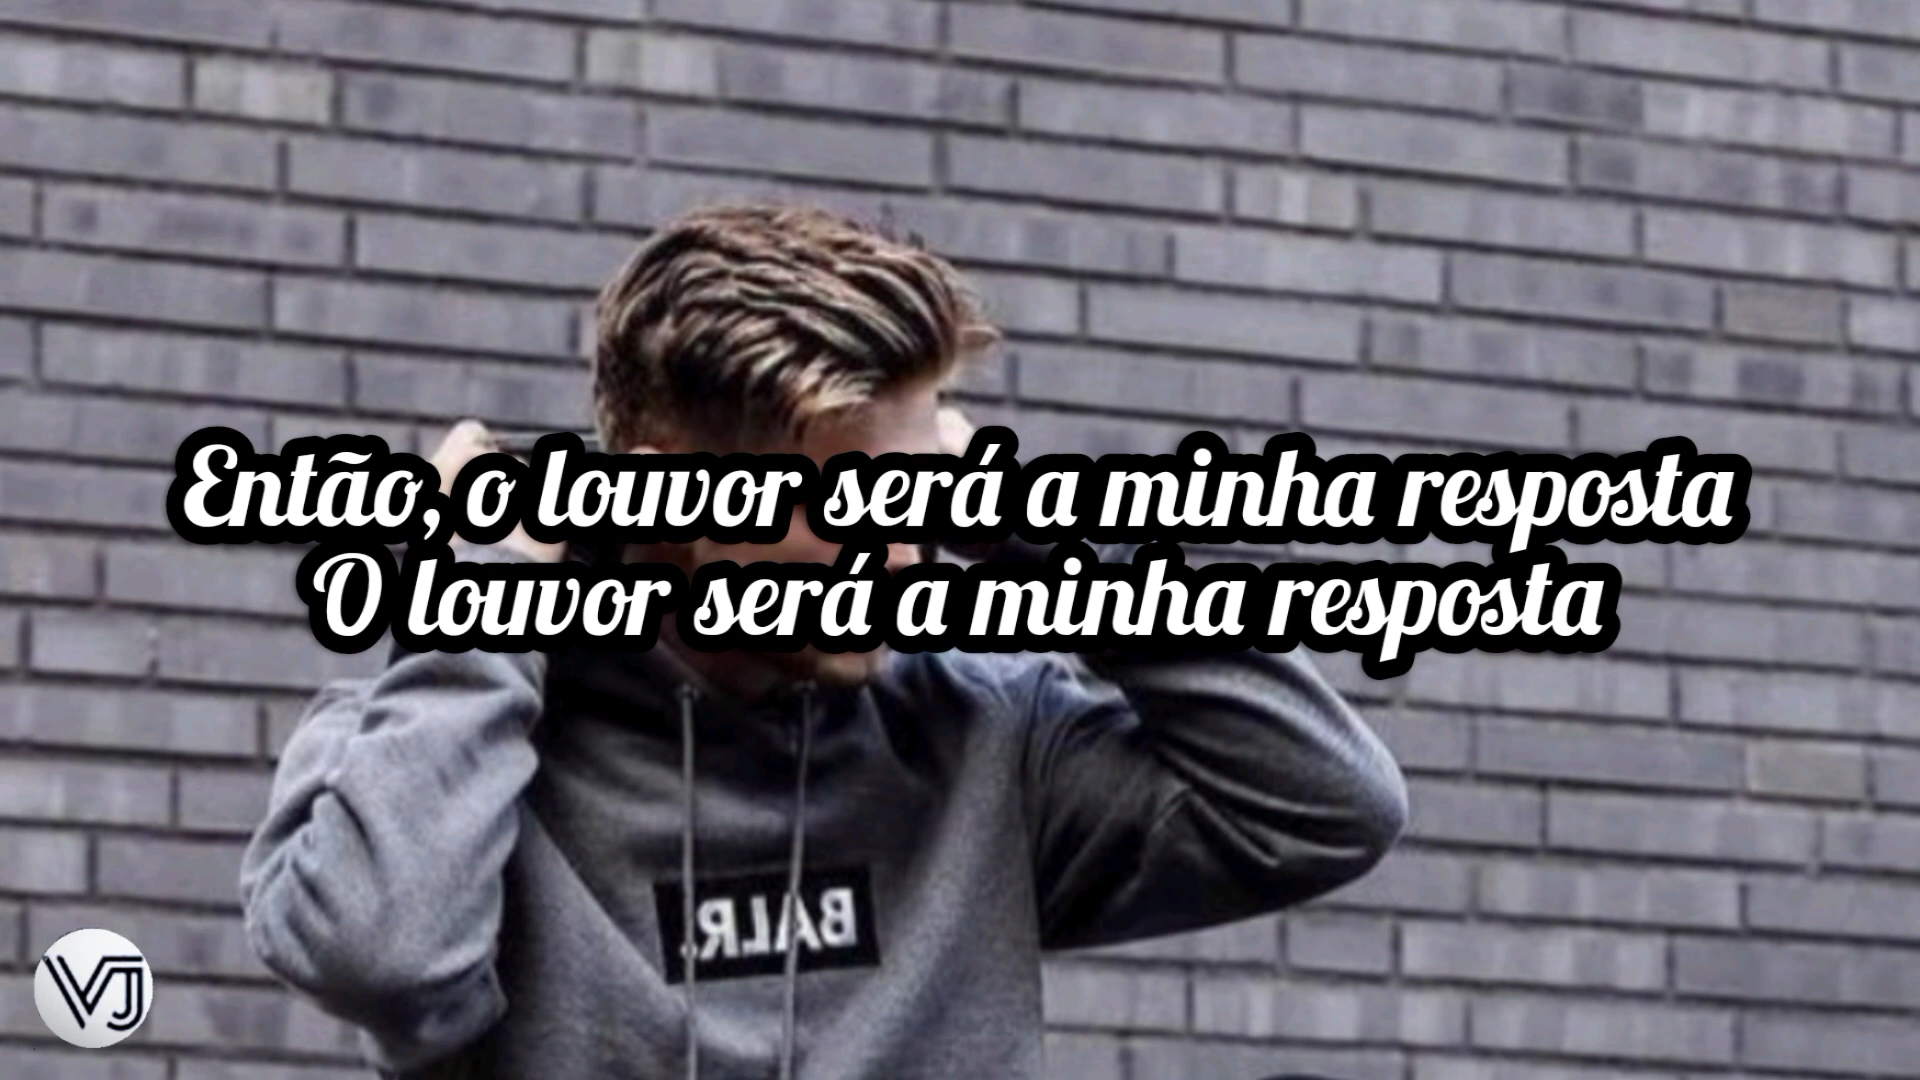 Então, o louvor será a minha resposta
O louvor será a minha resposta
BALR.
VJ